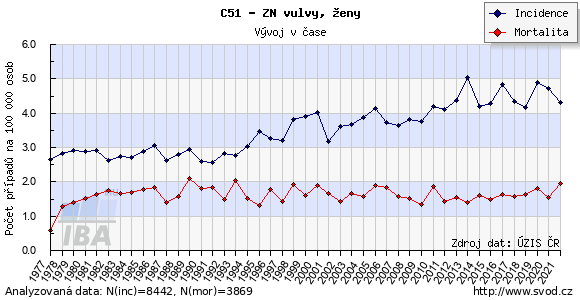 C51 - ZN vulvy, ženy
Vývoj v čase
Incidence
Mortalita
Počet případů na 100 000 osob
6.0
5.0
4.0
3.0
2.0
1.0
0.0
IBA
Zdroj dat: ÚZIS ČR
1977 1978 1979 1980 1981 1982 1983 1984 1985 1986 1987 1988 1989 1990 1991 1992 1993 1994 1995 1996 1997 1998 1999 2000 2001 2002 2003 2004 2005 2006 2007 2008 2009 2010 2011 2012 2013 2014 2015 2016 2017 2018 2019 2020 2021
Analyzovaná data: N(inc)=8442, N(mor)=3869
http://www.svod.cz